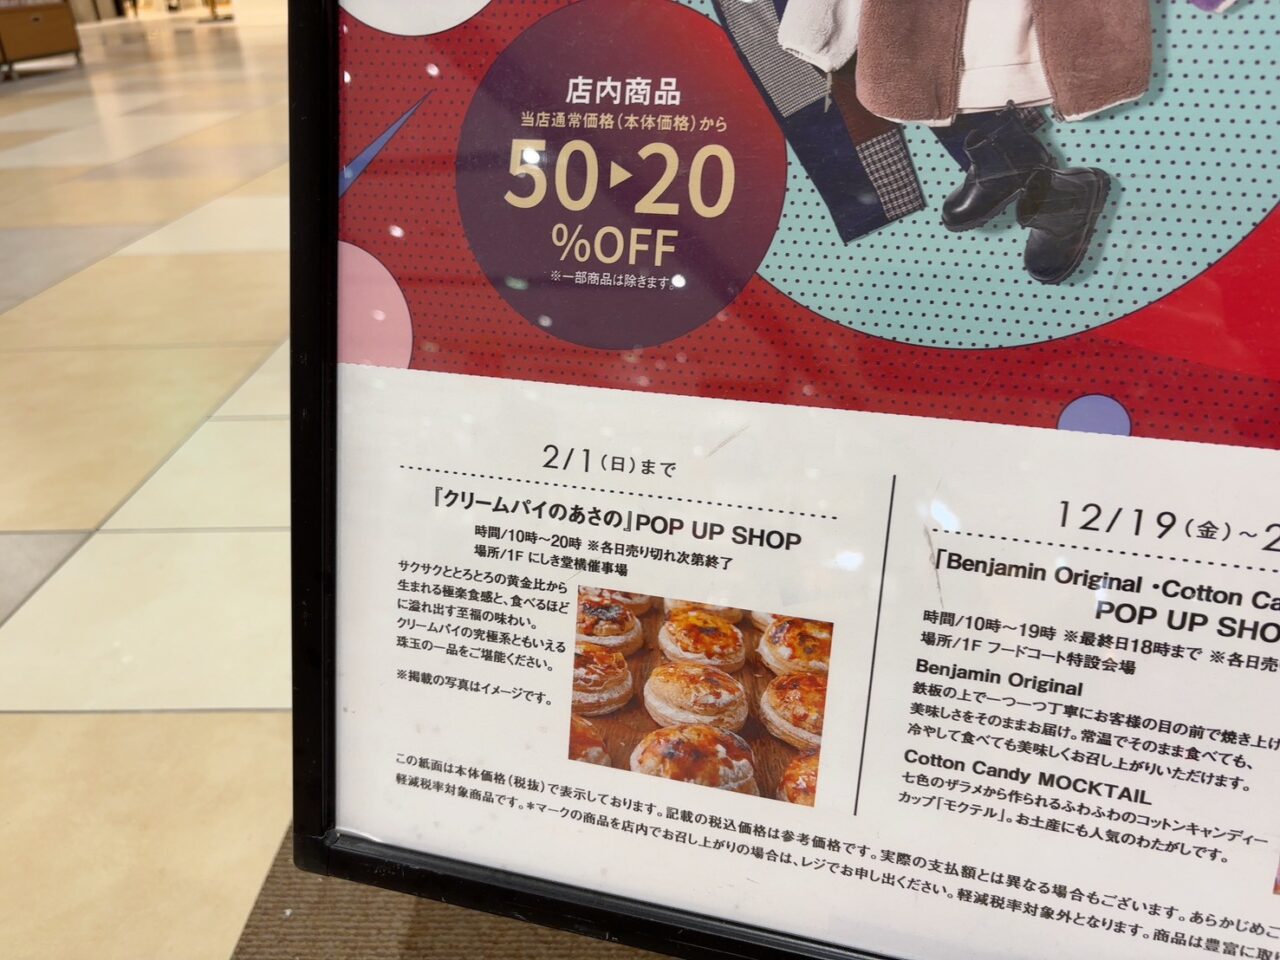 店内商品
当店通常価格(本体価格)から
50▶20
%OFF
※一部商品は除きます。
2/1(日)まで
『クリームパイのあさの』POP UP SHOP
時間/10時〜20時 ※各日売り切れ次第終了
場所/1F にしき堂横催事場
サクサクととろとろの黄金比から
生まれる極楽食感と、食べるほど
に溢れ出す至福の味わい。
クリームパイの究極系ともいえる
珠玉の一品をご堪能ください。
※掲載の写真はイメージです。
12/19(金)〜2
「Benjamin Original ・Cotton Ca
POP UP SHO
時間/10時〜19時 ※最終日18時まで ※各日売
場所/1F フードコート特設会場
Benjamin Original
鉄板の上で一つ一つ丁寧にお客様の目の前で焼き上げ
美味しさをそのままお届け。常温でそのまま食べても、
冷やして食べても美味しくお召し上がりいただけます。
Cotton Candy MOCKTAIL
七色のザラメから作られるふわふわのコットンキャンディー
カップ「モクテル」。お土産にも人気のわたがしです。
この紙面は本体価格(税抜)で表示しております。記載の税込価格は参考価格です。実際の支払額とは異なる場合もございます。あらかじめご
軽減税率対象商品です。*マークの商品を店内でお召し上がりの場合は、レジでお申し出ください。軽減税率対象外となります。商品は豊富に取